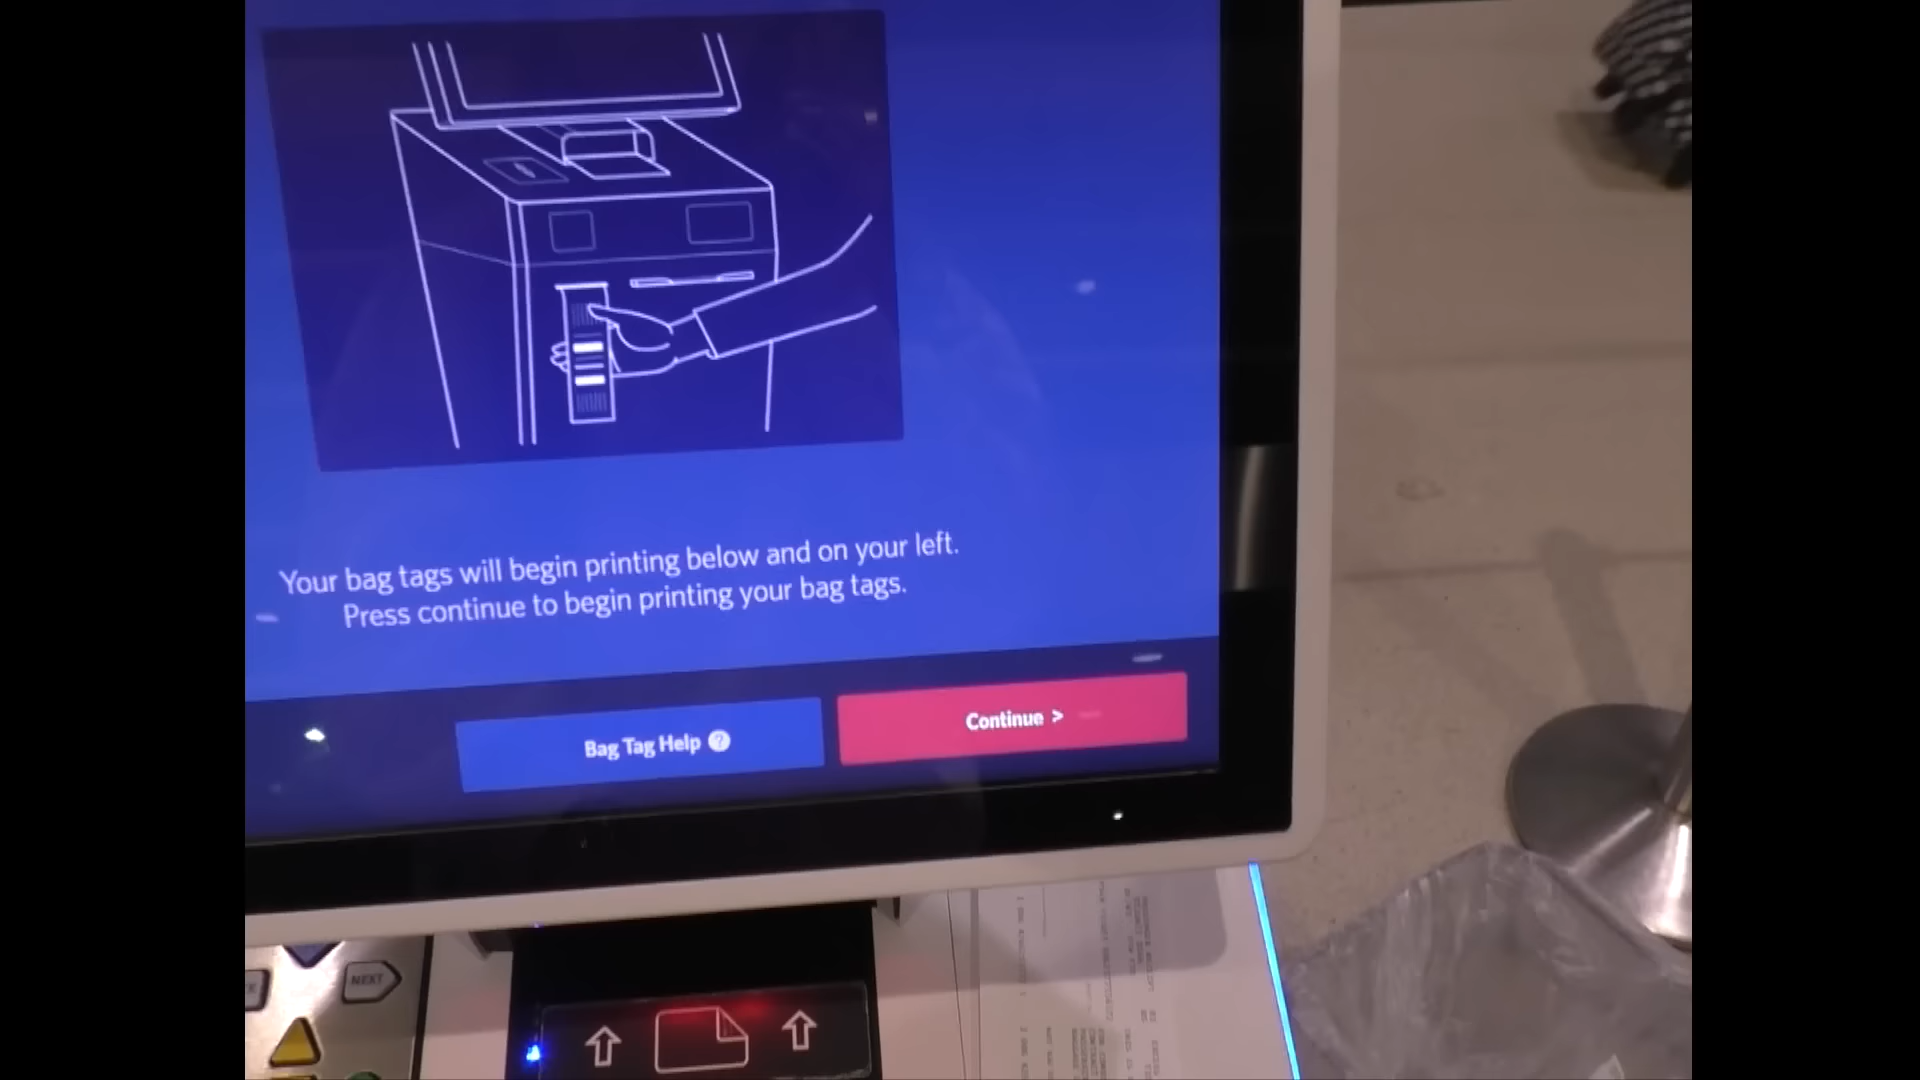 Your bag tags will begin printing below and on your left.
Press continue to begin printing your bag tags.
Bag Tag Help ?
Continue >
NEXT